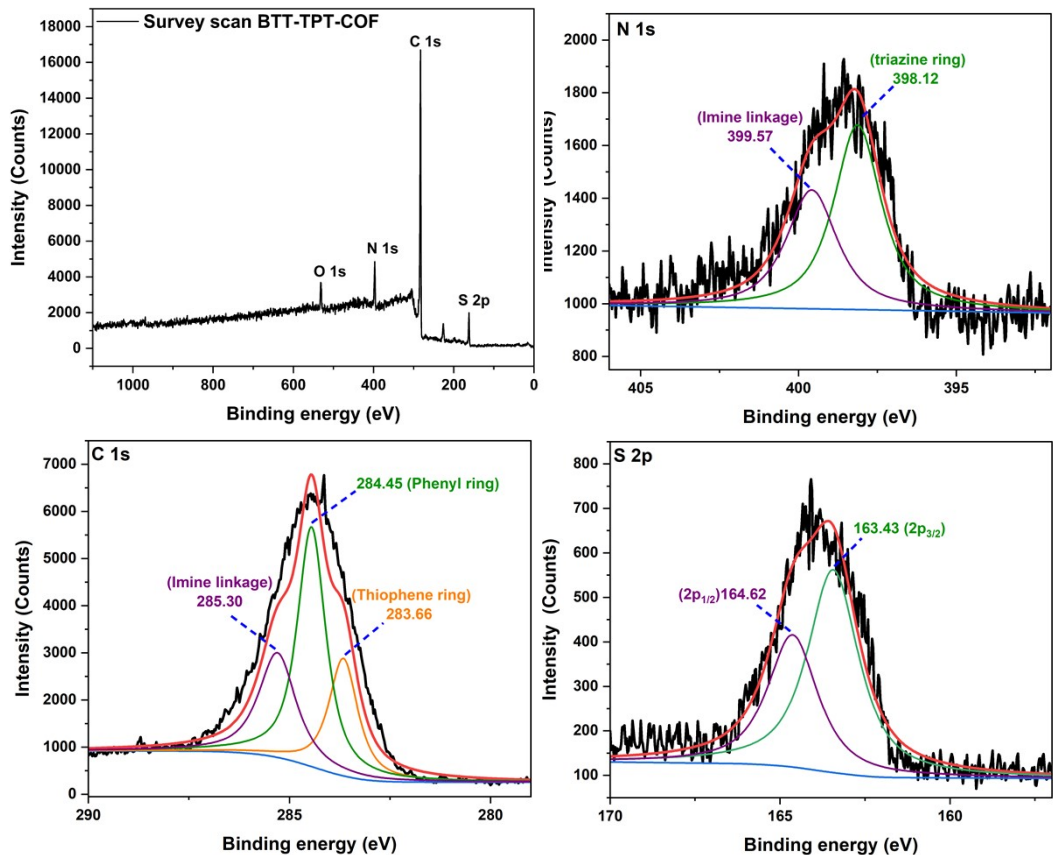 Survey scan BTT-TPT-COF
C 1s
N 1s
O 1s
S 2p
18000
16000
14000
12000
10000
8000
6000
4000
2000
0
Intensity (Counts)
1000 800 600 400 200 0
Binding energy (eV)
N 1s
(triazine ring)
398.12
(Imine linkage)
399.57
2000
1800
1600
1400
1200
1000
800
Intensity (Counts)
405 400 395
Binding energy (eV)
C 1s
284.45 (Phenyl ring)
(Imine linkage)
285.30
(Thiophene ring)
283.66
7000
6000
5000
4000
3000
2000
1000
0
Intensity (Counts)
290 285 280
Binding energy (eV)
S 2p
163.43 (2p3/2)
(2p1/2)164.62
800
700
600
500
400
300
200
100
Intensity (Counts)
170 165 160
Binding energy (eV)